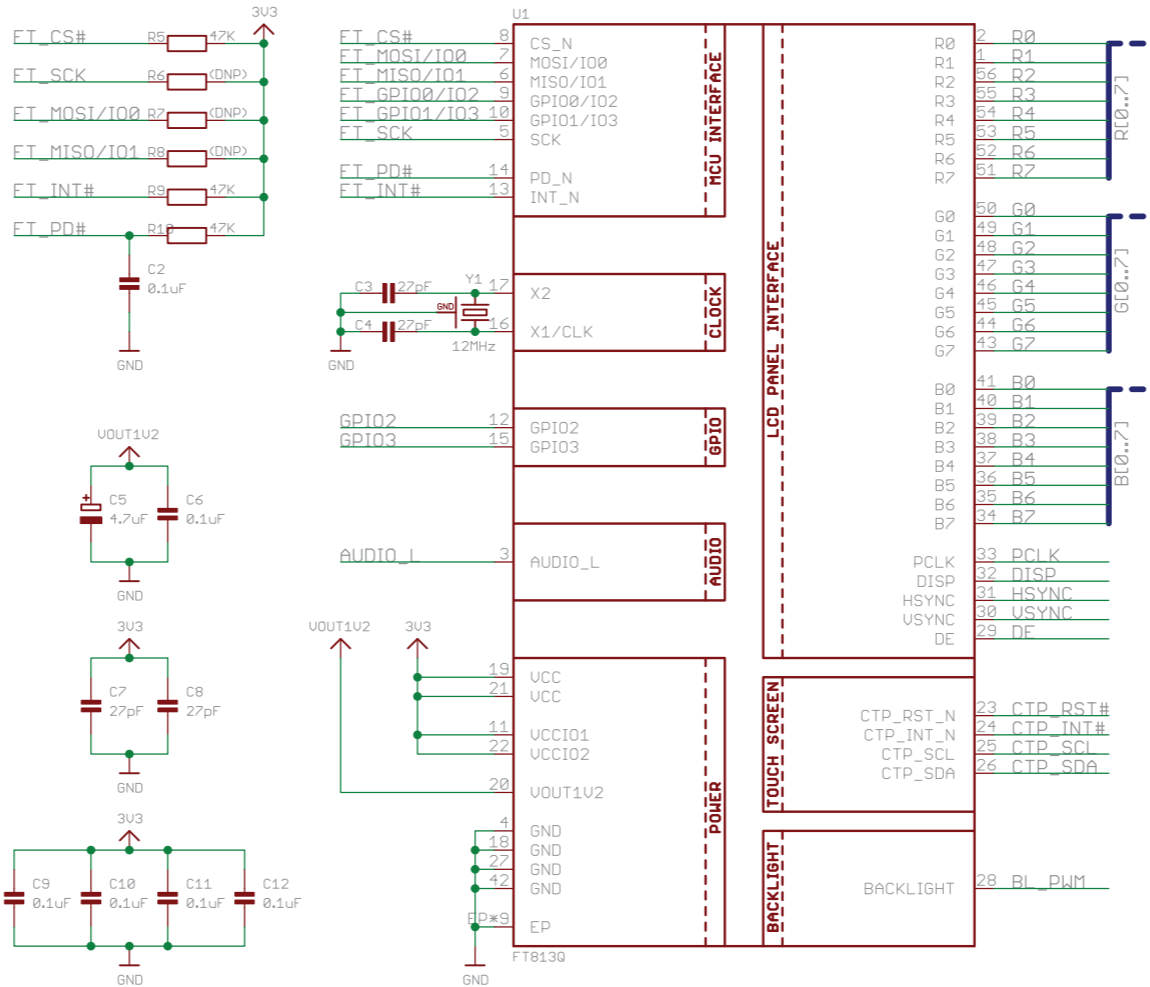 3V3
FT_CS# R5 47K
FT_SCK R6 (DNP)
FT_MOSI/IO0 R7 (DNP)
FT_MISO/IO1 R8 (DNP)
FT_INT# R9 47K
FT_PD# R10 47K
C2
0.1uF
GND
VOUT1V2
+
C5
4.7uF
C6
0.1uF
GND
3V3
C7
27pF
C8
27pF
GND
3V3
C9
0.1uF
C10
0.1uF
C11
0.1uF
C12
0.1uF
GND
U1
FT_CS# 8 CS_N
FT_MOSI/IO0 7 MOSI/IO0
FT_MISO/IO1 6 MISO/IO1
FT_GPIO0/IO2 9 GPIO0/IO2
FT_GPIO1/IO3 10 GPIO1/IO3
FT_SCK 5 SCK
FT_PD# 14 PD_N
FT_INT# 13 INT_N
MCU INTERFACE
C3 27pF
Y1
17 X2
GND
C4 27pF
16 X1/CLK
12MHz
GND
CLOCK
GPIO2 12 GPIO2
GPIO3 15 GPIO3
GPIO
AUDIO_L 3 AUDIO_L
AUDIO
VOUT1V2
3V3
19 VCC
21 VCC
11 VCCIO1
22 VCCIO2
20 VOUT1V2
4 GND
18 GND
27 GND
42 GND
EP*9 EP
POWER
GND
FT813Q
LCD PANEL INTERFACE
R0 2 R0
R1 1 R1
R2 56 R2
R3 55 R3
R4 54 R4
R5 53 R5
R6 52 R6
R7 51 R7
R[0..7]
G0 50 G0
G1 49 G1
G2 48 G2
G3 47 G3
G4 46 G4
G5 45 G5
G6 44 G6
G7 43 G7
G[0..7]
B0 41 B0
B1 40 B1
B2 39 B2
B3 38 B3
B4 37 B4
B5 36 B5
B6 35 B6
B7 34 B7
B[0..7]
PCLK 33 PCLK
DISP 32 DISP
HSYNC 31 HSYNC
VSYNC 30 VSYNC
DE 29 DE
TOUCH SCREEN
CTP_RST_N 23 CTP_RST#
CTP_INT_N 24 CTP_INT#
CTP_SCL 25 CTP_SCL
CTP_SDA 26 CTP_SDA
BACKLIGHT
BACKLIGHT 28 BL_PWM